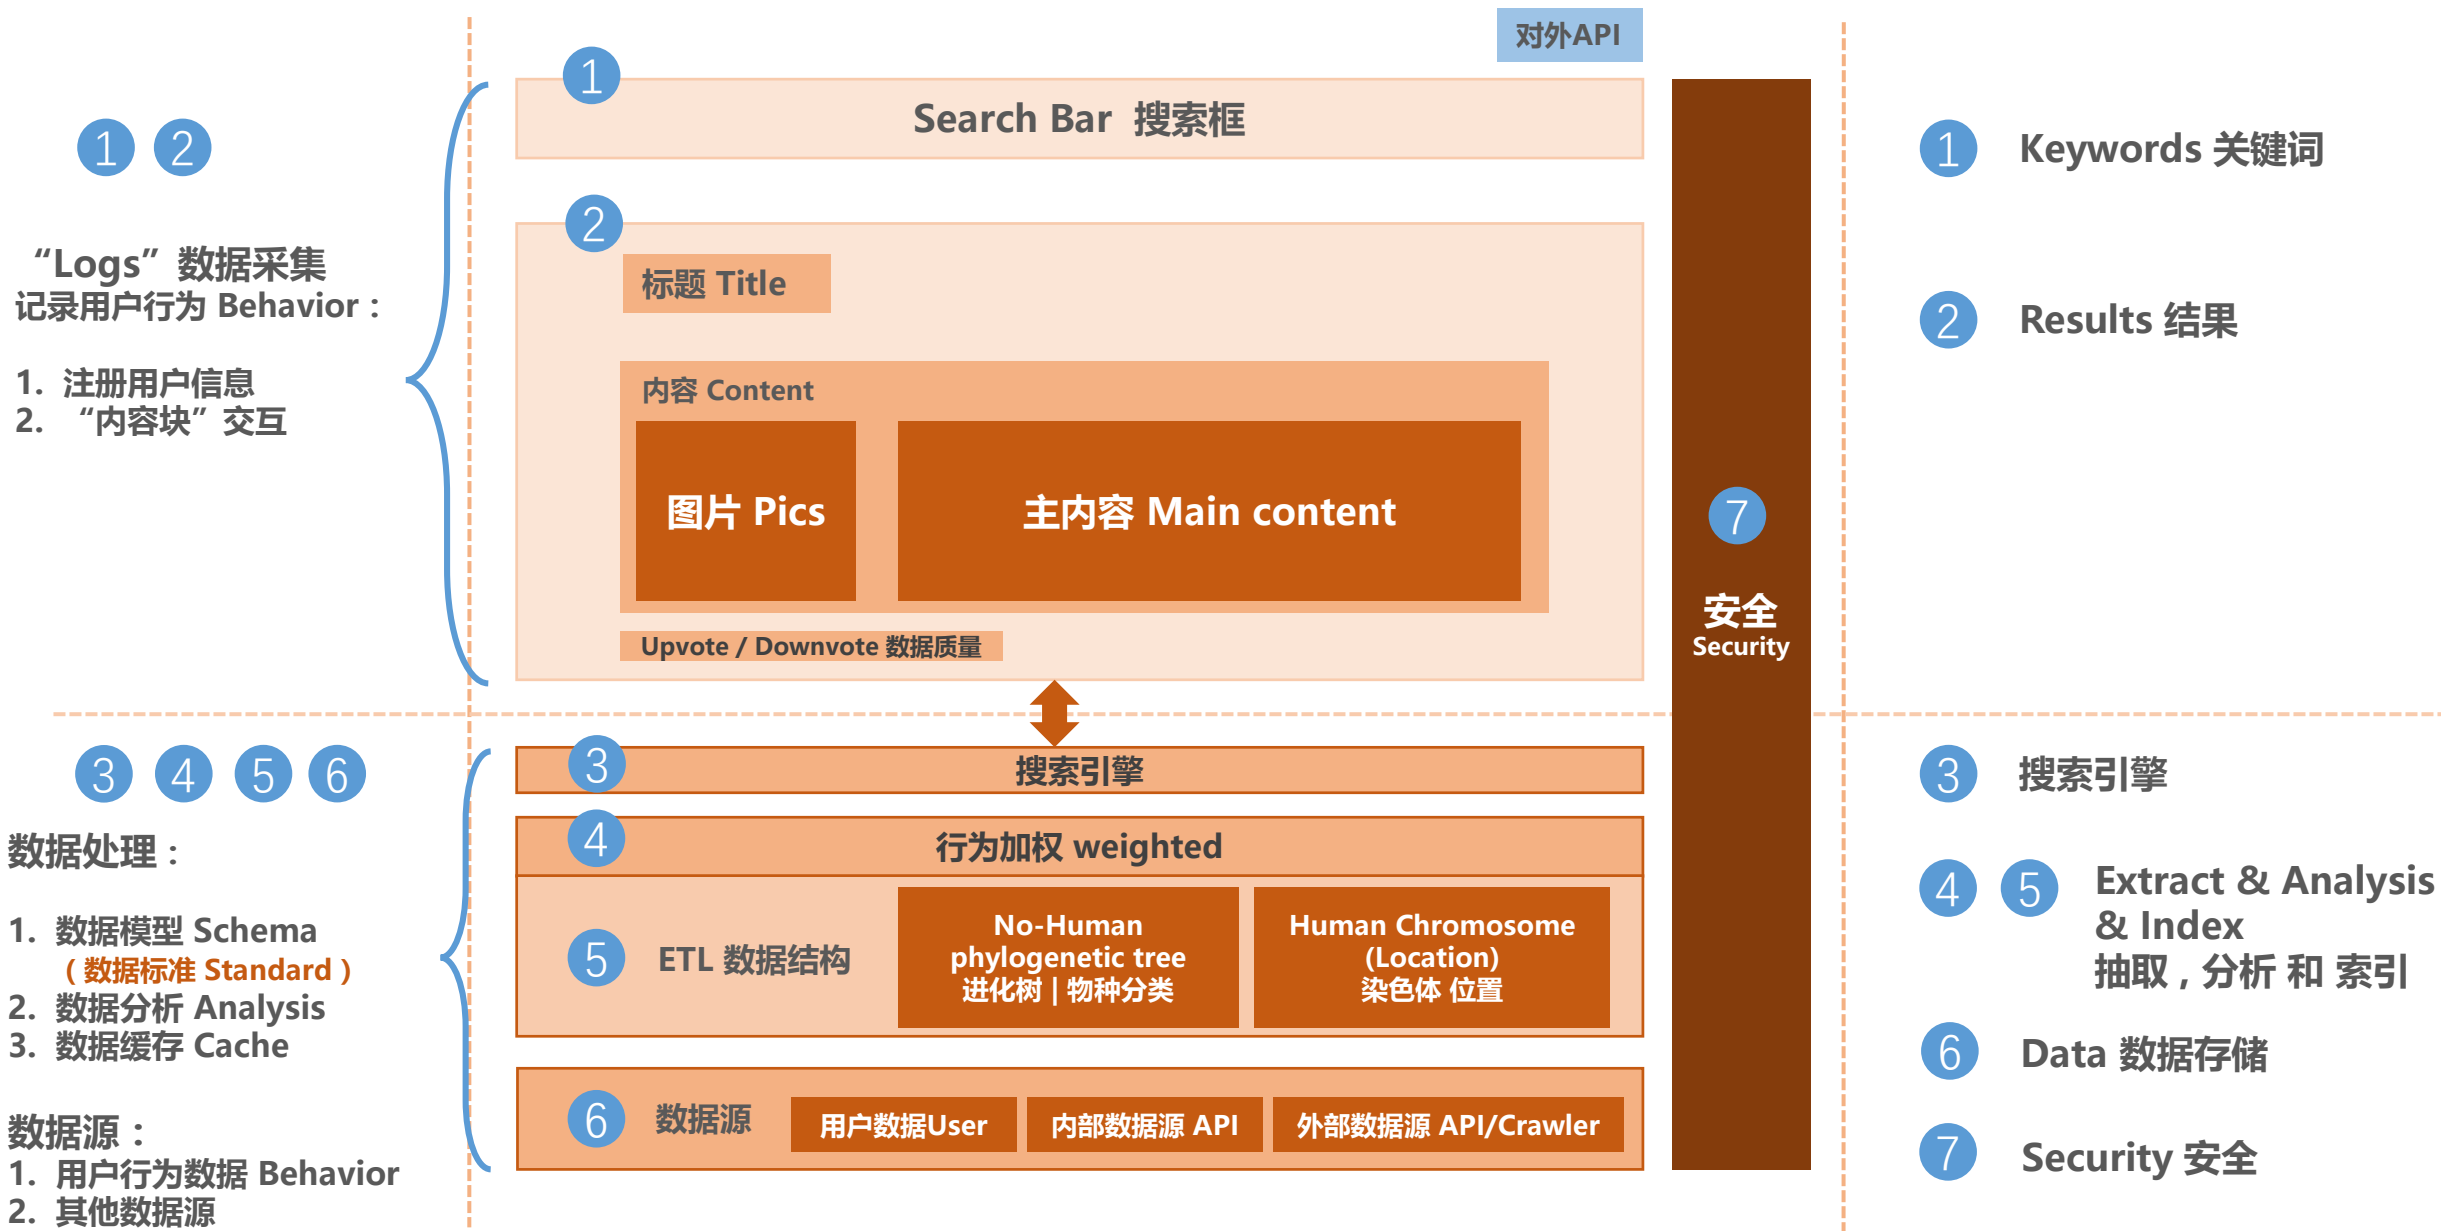 对外API
1
Search Bar 搜索框
1 2
“Logs”数据采集
记录用户行为 Behavior：
1. 注册用户信息
2. “内容块”交互
2
标题 Title
内容 Content
图片 Pics
主内容 Main content
Upvote / Downvote 数据质量
7
安全
Security
1 Keywords 关键词
2 Results 结果
3 4 5 6
数据处理：
1. 数据模型 Schema
（数据标准 Standard）
2. 数据分析 Analysis
3. 数据缓存 Cache
数据源：
1. 用户行为数据 Behavior
2. 其他数据源
3 搜索引擎
4 行为加权 weighted
5 ETL 数据结构
No-Human
phylogenetic tree
进化树 | 物种分类
Human Chromosome
(Location)
染色体 位置
6 数据源
用户数据User
内部数据源 API
外部数据源 API/Crawler
3 搜索引擎
4 5 Extract & Analysis
& Index
抽取，分析 和 索引
6 Data 数据存储
7 Security 安全